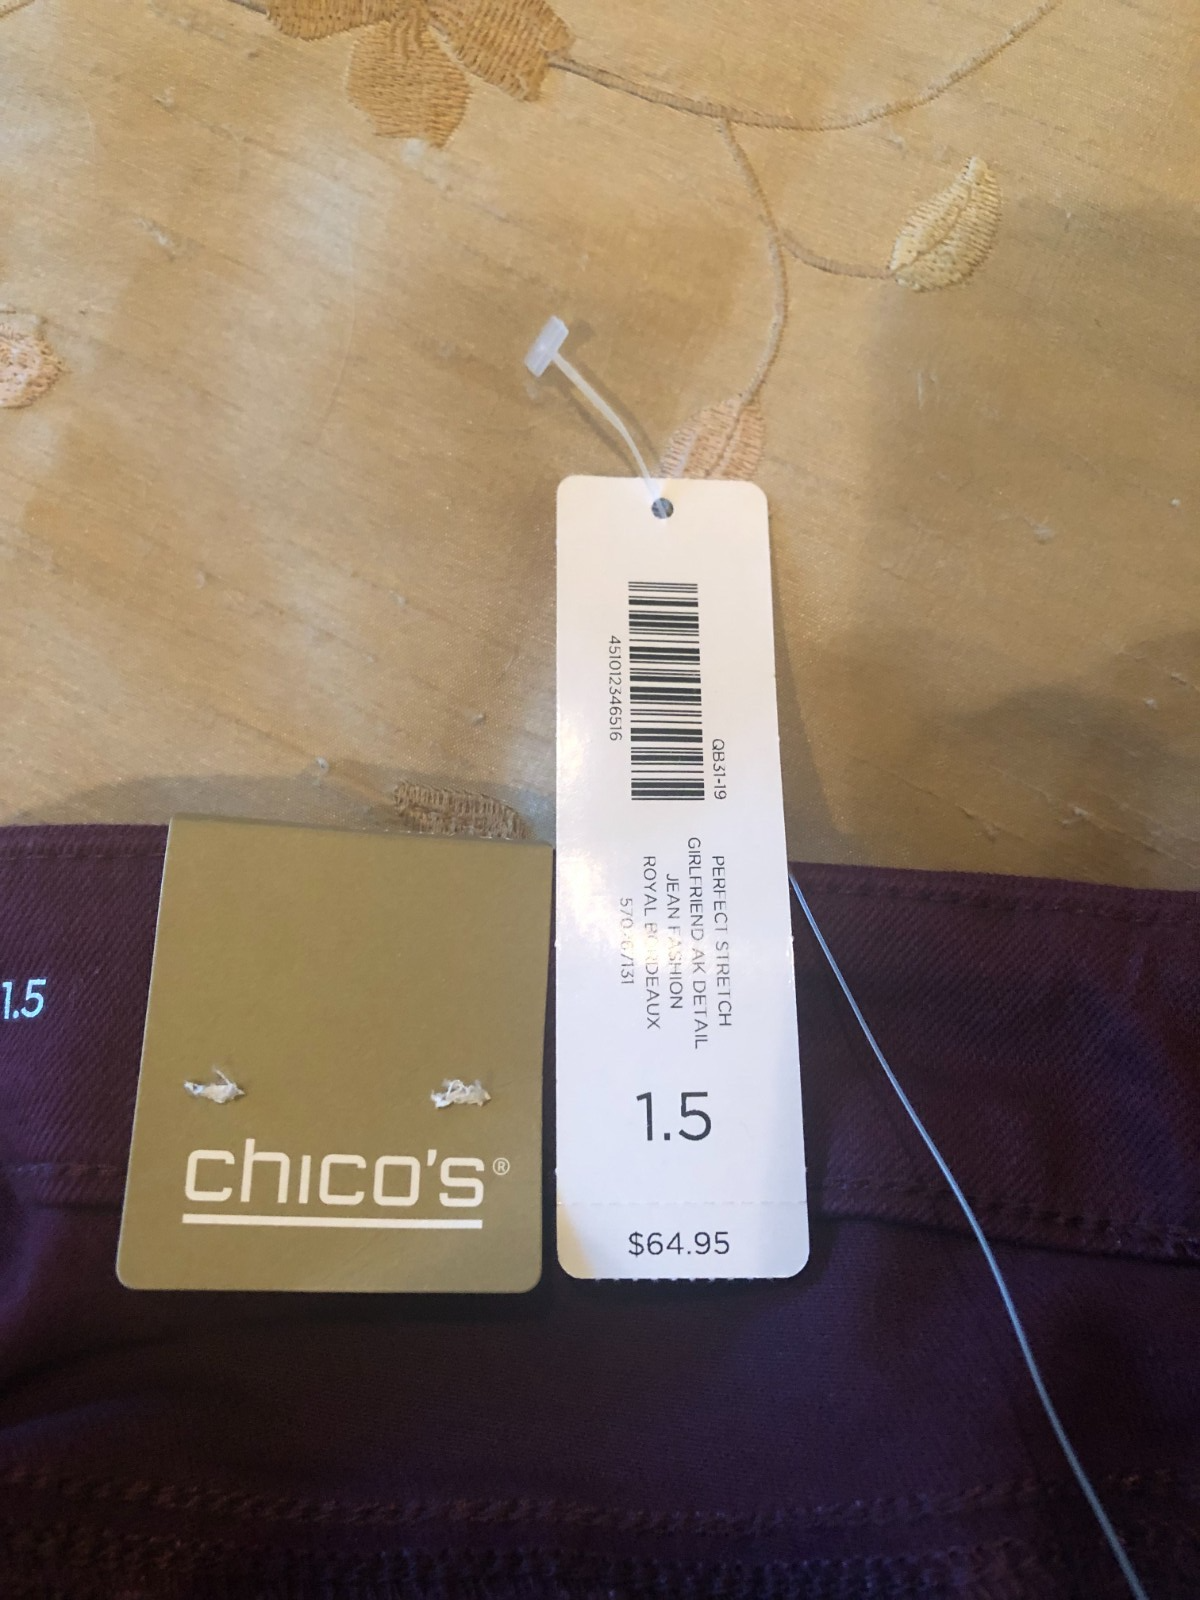 1.5
chico's®
451012346516
QB31-19
PERFECT STRETCH
GIRLFRIEND AK DETAIL
JEAN FASHION
ROYAL BORDEAUX
1.5
$64.95